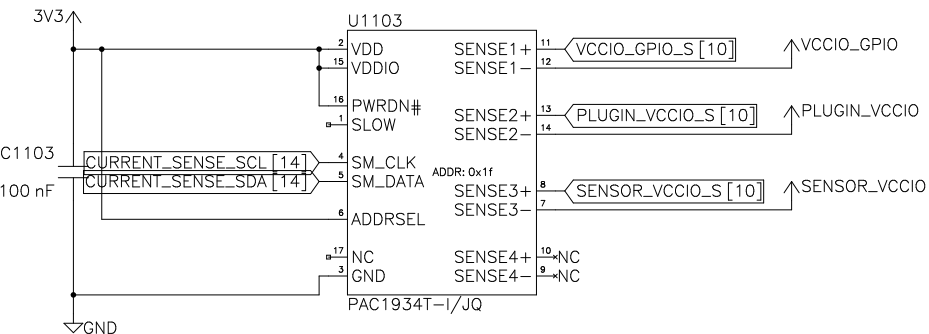 3V3
U1103
2 VDD
15 VDDIO
16 PWRDN#
1 SLOW
4 SM_CLK
5 SM_DATA
6 ADDRSEL
17 NC
3 GND
ADDR: 0x1f
SENSE1+ 11
SENSE1- 12
SENSE2+ 13
SENSE2- 14
SENSE3+ 8
SENSE3- 7
SENSE4+ 10 NC
SENSE4- 9 NC
PAC1934T-I/JQ
C1103
100 nF
CURRENT_SENSE_SCL [14]
CURRENT_SENSE_SDA [14]
GND
VCCIO_GPIO_S [10]
VCCIO_GPIO
PLUGIN_VCCIO_S [10]
PLUGIN_VCCIO
SENSOR_VCCIO_S [10]
SENSOR_VCCIO